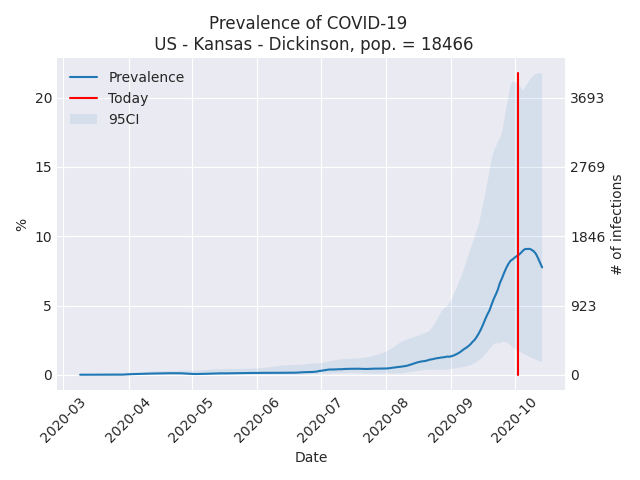 Prevalence of COVID-19
US - Kansas - Dickinson, pop. = 18466
Prevalence
Today
95CI
20
15
10
5
0
%
3693
2769
1846
923
0
# of infections
2020-03
2020-04
2020-05
2020-06
2020-07
2020-08
2020-09
2020-10
Date